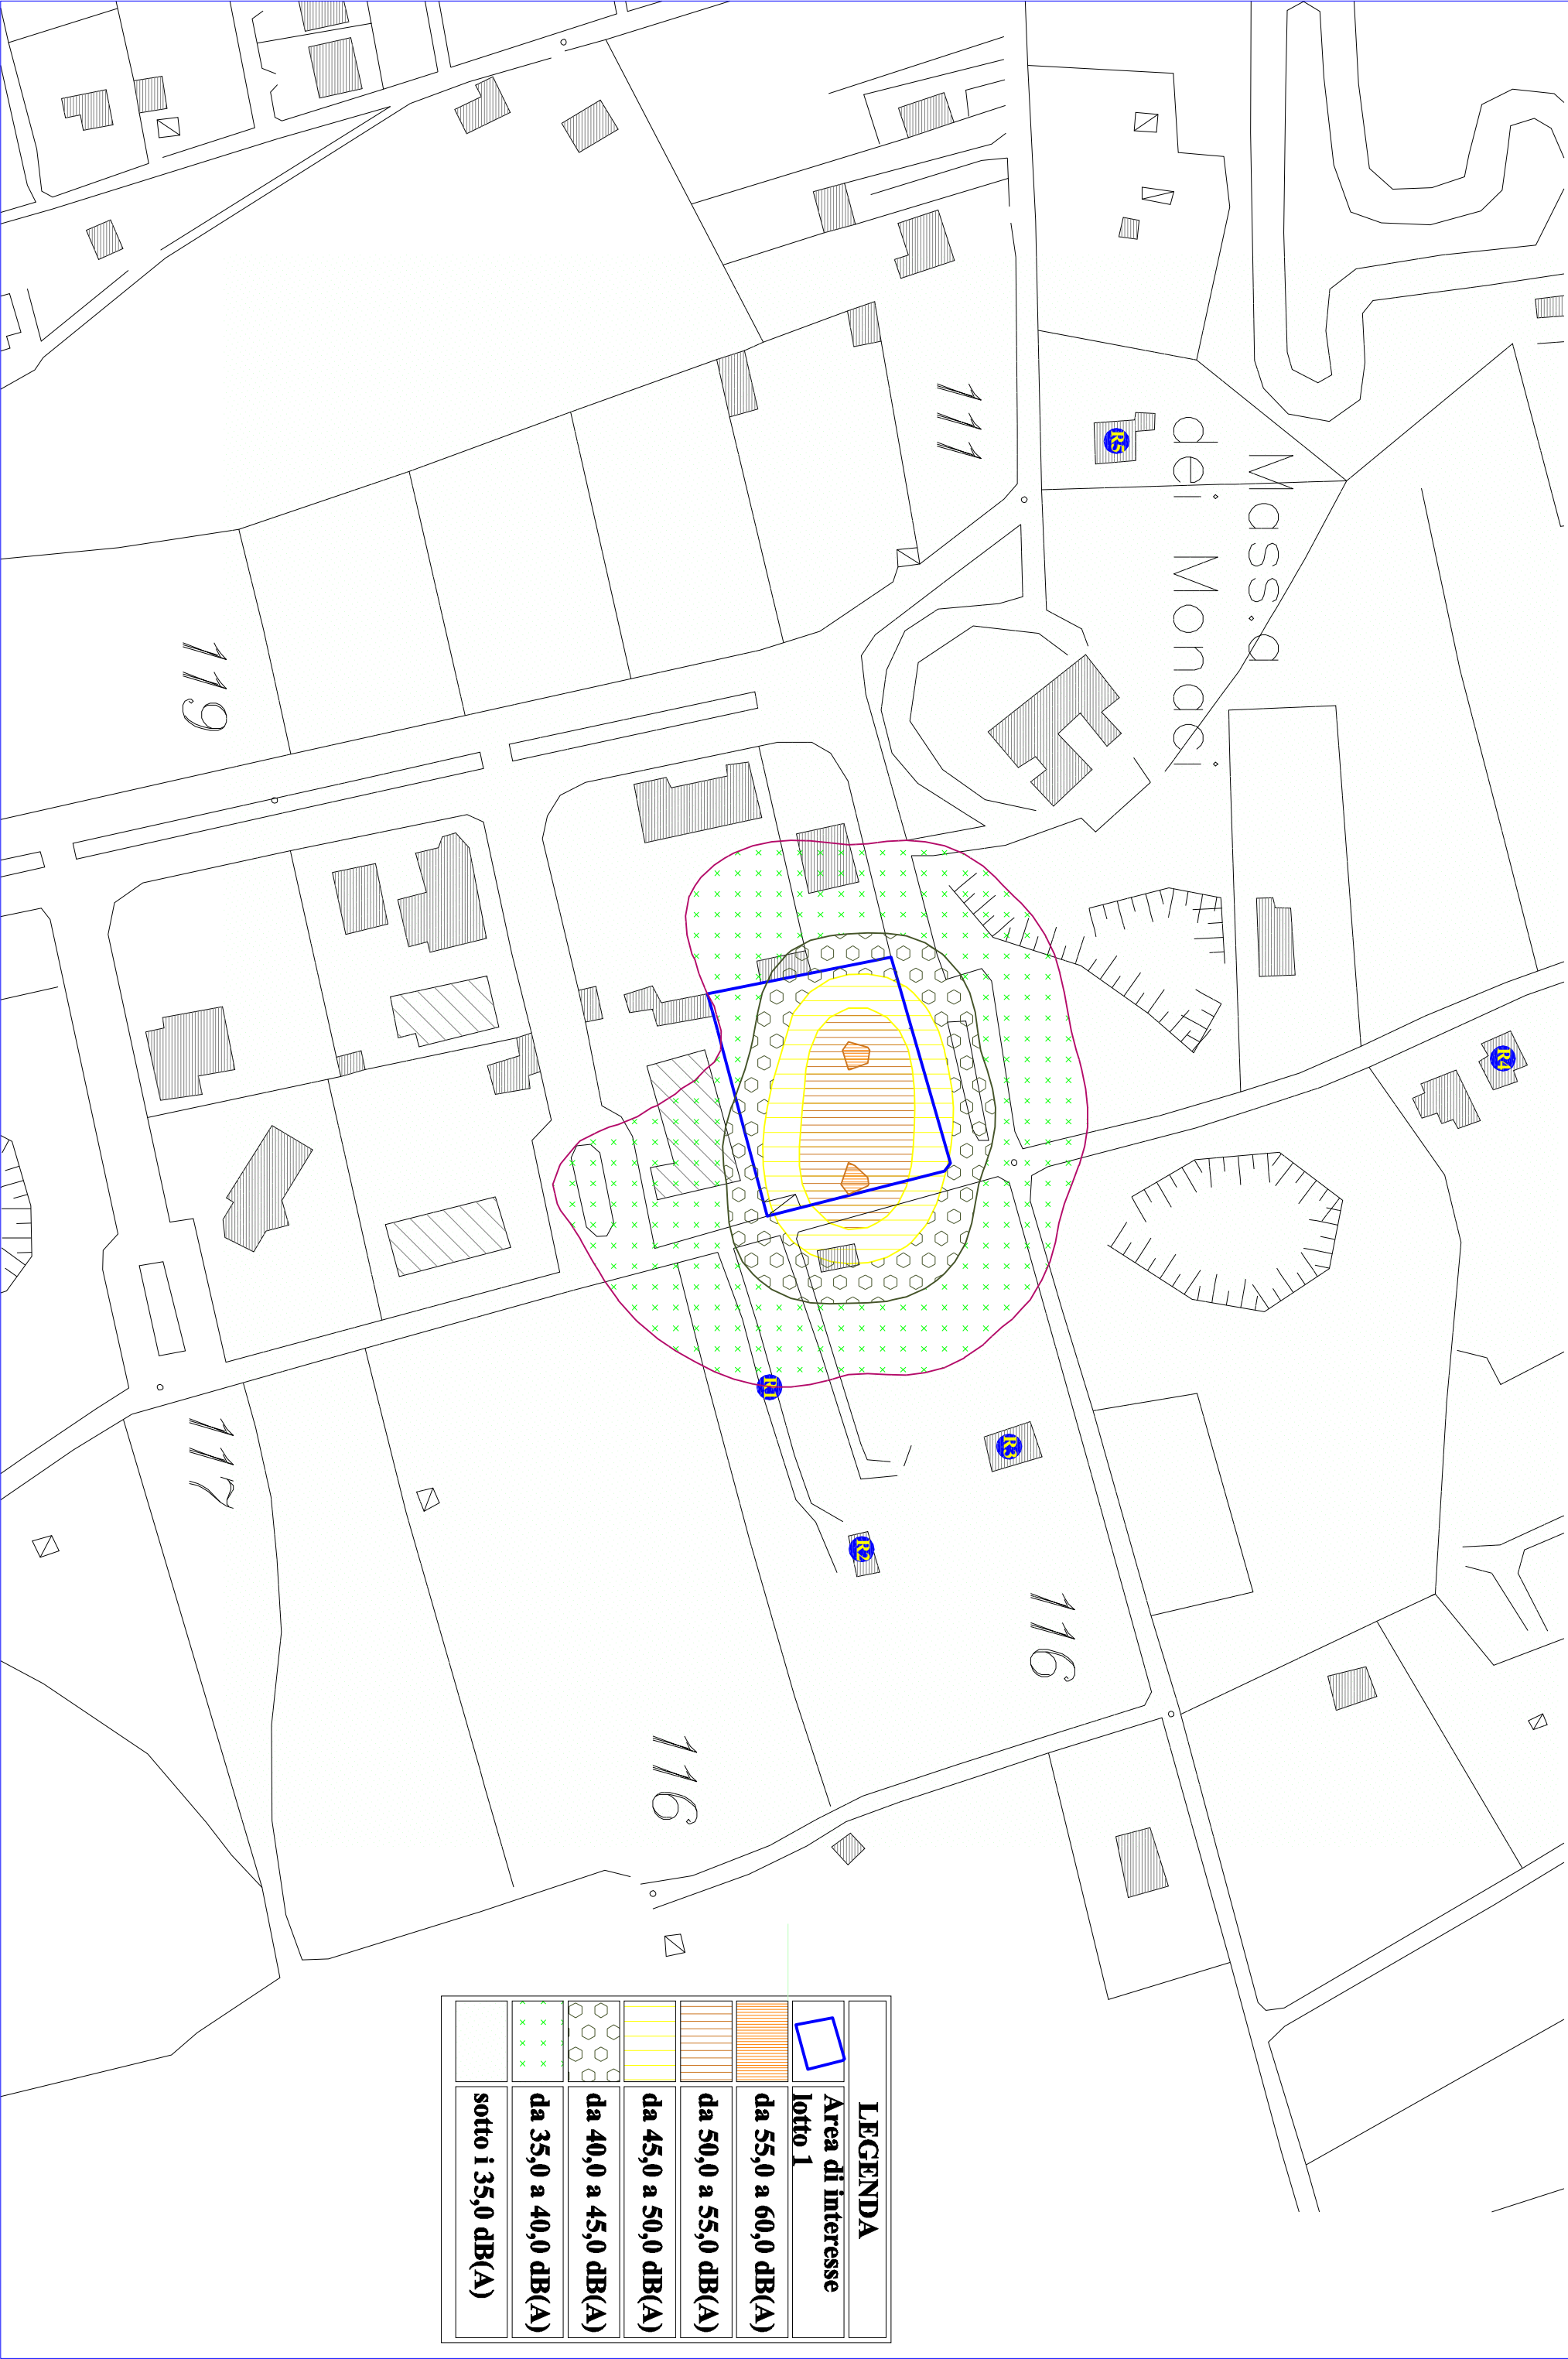 Mass.a
dei Monaci.
R4
R5
R3
R1
R2
111
119
116
116
117
LEGENDA
Area di interesse
lotto 1
da 55,0 a 60,0 dB(A)
da 50,0 a 55,0 dB(A)
da 45,0 a 50,0 dB(A)
da 40,0 a 45,0 dB(A)
da 35,0 a 40,0 dB(A)
sotto i 35,0 dB(A)